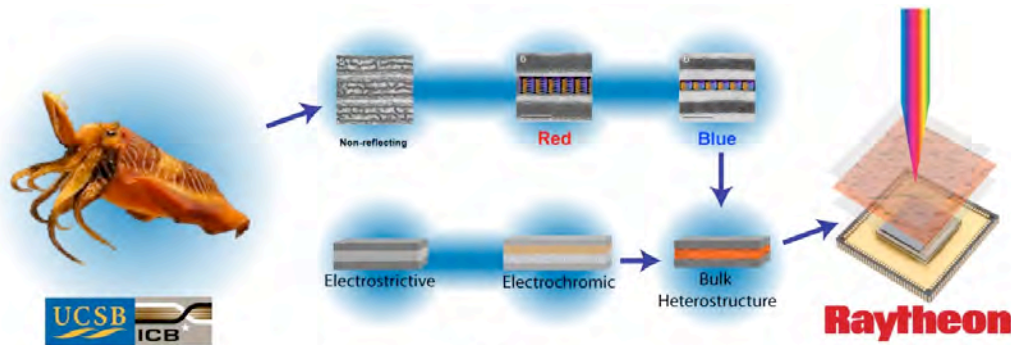 Non-reflecting
Red
Blue
Electrostrictive
Electrochromic
Bulk
Heterostructure
UCSB
ICB
Raytheon